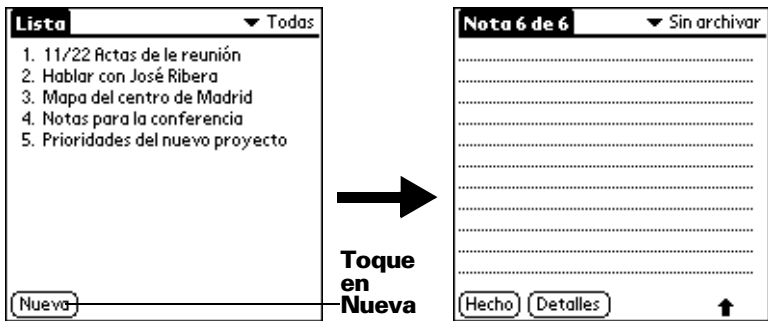 Lista
Todas
1. 11/22 Actas de le reunión
2. Hablar con José Ribera
3. Mapa del centro de Madrid
4. Notas para la conferencia
5. Prioridades del nuevo proyecto
Nueva
Toque
en
Nueva
Nota 6 de 6
Sin archivar
Hecho
Detalles